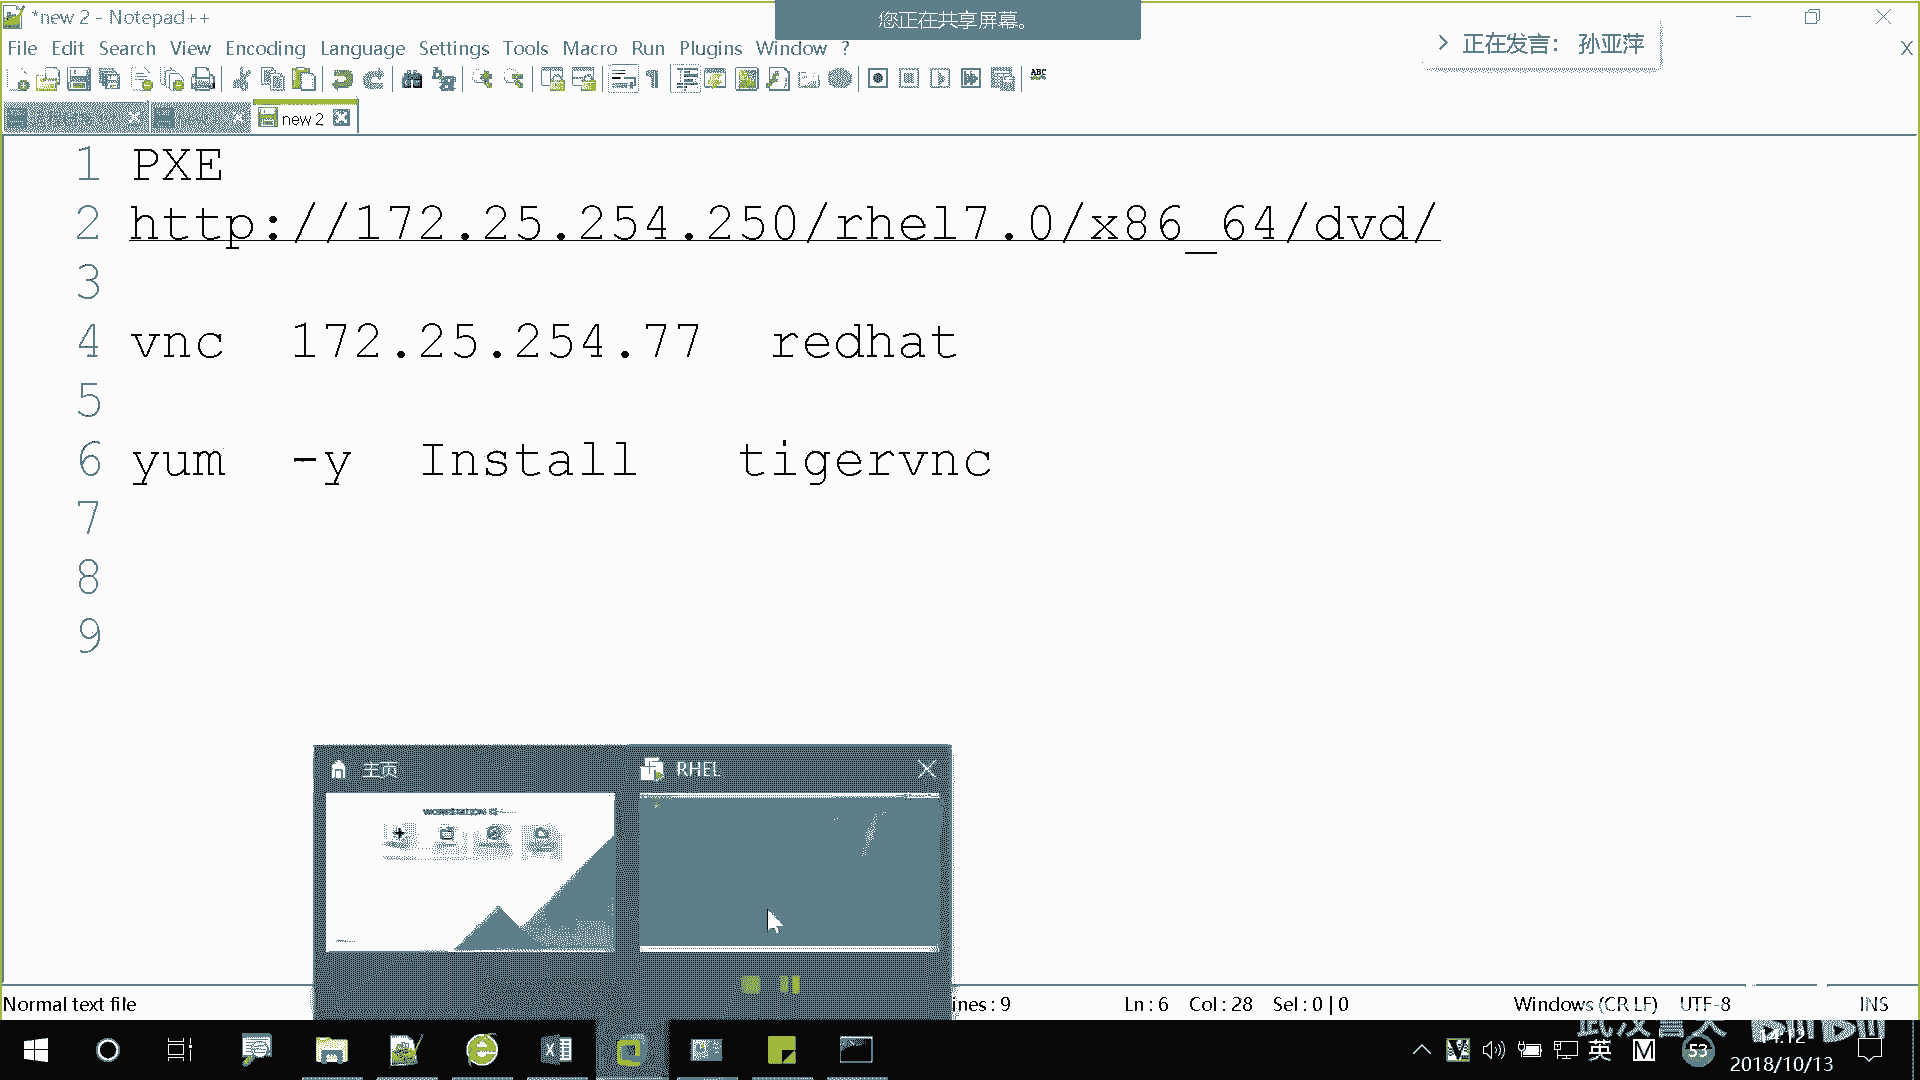 *new 2 - Notepad++
您正在共享屏幕。
正在发言: 孙亚萍
File Edit Search View Encoding Language Settings Tools Macro Run Plugins Window ?
X
ABC
new 2
1 PXE
2 http://172.25.254.250/rhel7.0/x86_64/dvd/
3
4 vnc 172.25.254.77 redhat
5
6 yum -y Install tigervnc
7
8
9
主页
RHEL
Normal text file
ines : 9
Ln : 6 Col : 28 Sel : 0 | 0
Windows (CR LF)
UTF-8
INS
英
M
53
14:12
2018/10/13